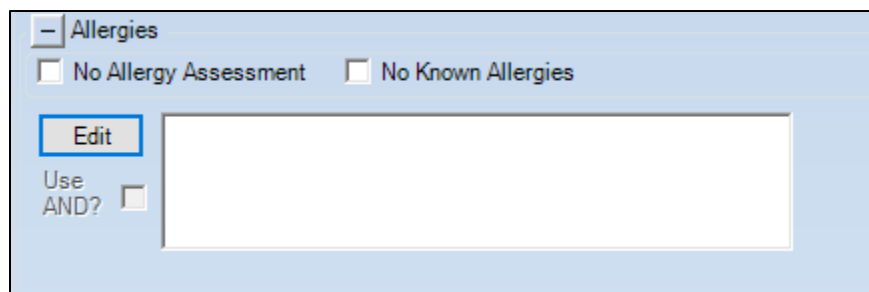 Allergies
No Allergy Assessment No Known Allergies
Edit
Use
AND?